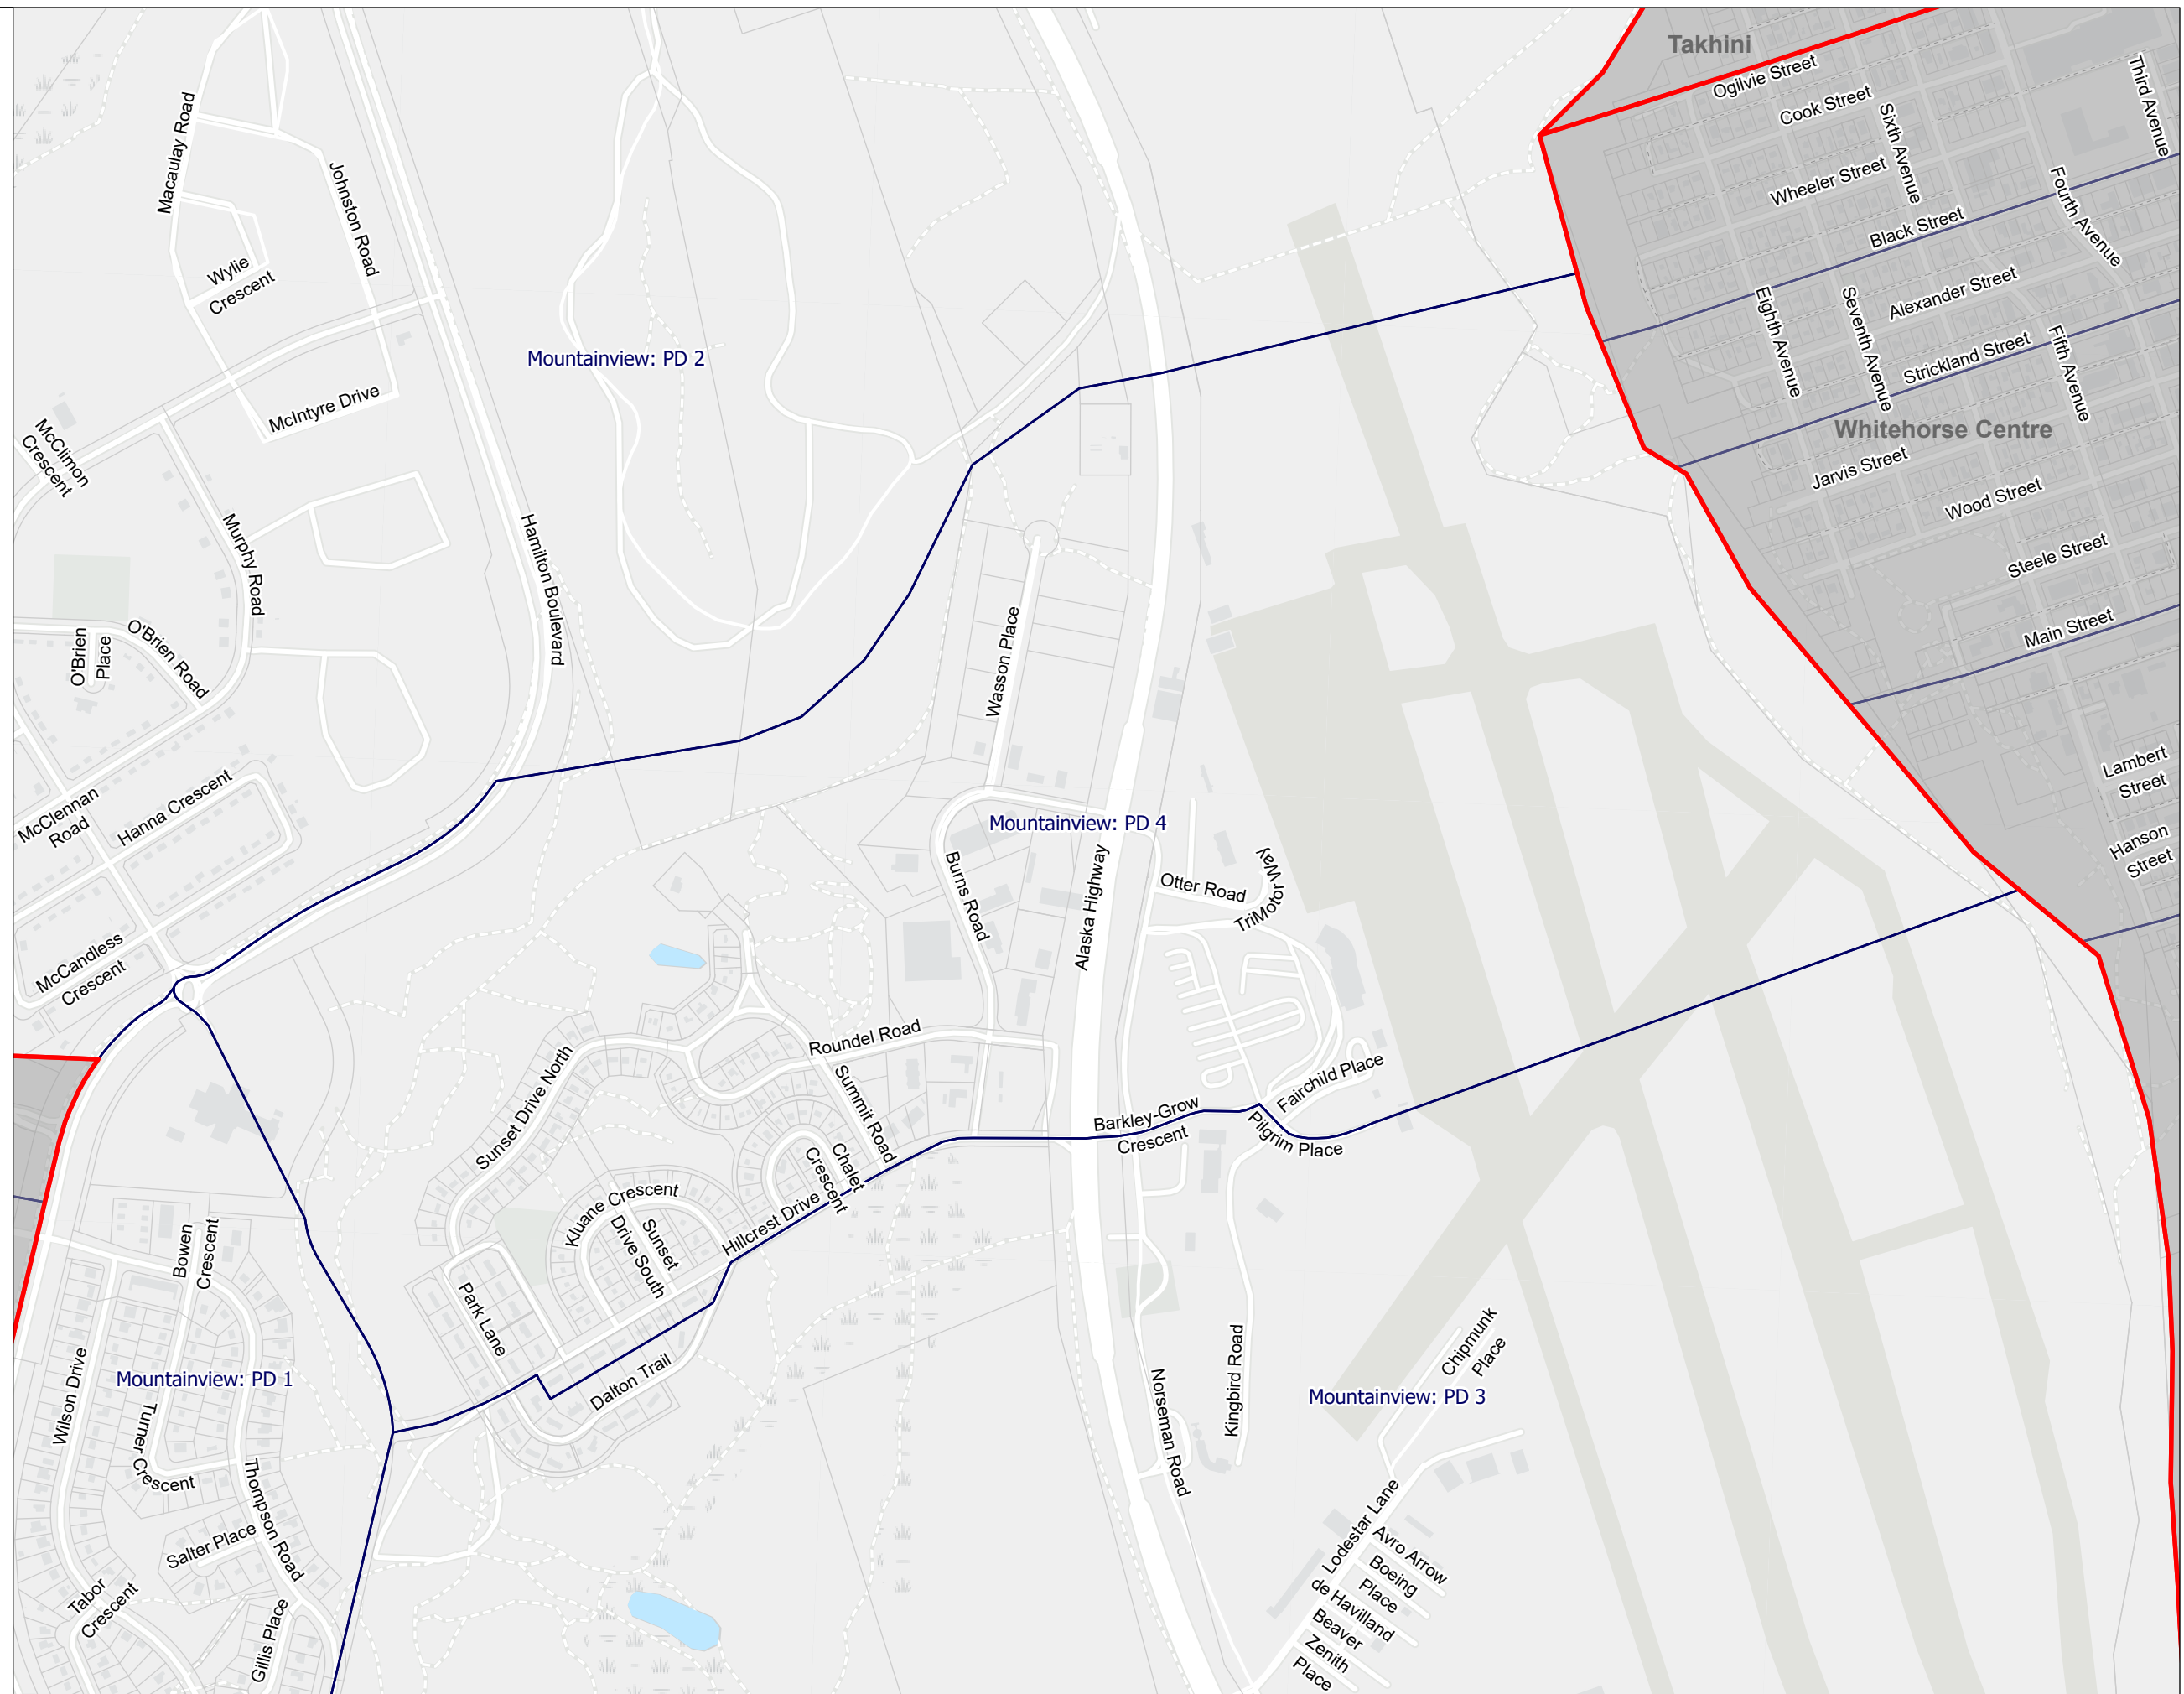 Takhini
Ogilvie Street
Cook Street
Sixth Avenue
Third Avenue
Wheeler Street
Black Street
Fourth Avenue
Alexander Street
Eighth Avenue
Seventh Avenue
Strickland Street
Fifth Avenue
Whitehorse Centre
Jarvis Street
Wood Street
Steele Street
Main Street
Lambert
Street
Hanson
Street
Macaulay Road
Johnston Road
Wylie
Crescent
Mountainview: PD 2
McIntyre Drive
McClimon
Crescent
Murphy Road
Hamilton Boulevard
O'Brien
Place
O'Brien Road
McClennan
Road
Hanna Crescent
McCandless
Crescent
Wasson Place
Mountainview: PD 4
Burns Road
Alaska Highway
Otter Road
TriMotor Way
Roundel Road
Sunset Drive North
Summit Road
Chalet
Crescent
Kluane Crescent
Sunset
Drive South
Hillcrest Drive
Park Lane
Dalton Trail
Barkley-Grow
Crescent
Fairchild Place
Pilgrim Place
Bowen
Crescent
Wilson Drive
Mountainview: PD 1
Turner Crescent
Thompson Road
Salter Place
Tabor
Crescent
Gillis Place
Norseman Road
Kingbird Road
Chipmunk
Place
Mountainview: PD 3
Lodestar Lane
Avro Arrow
Boeing
Place
de Havilland
Beaver
Zenith
Place